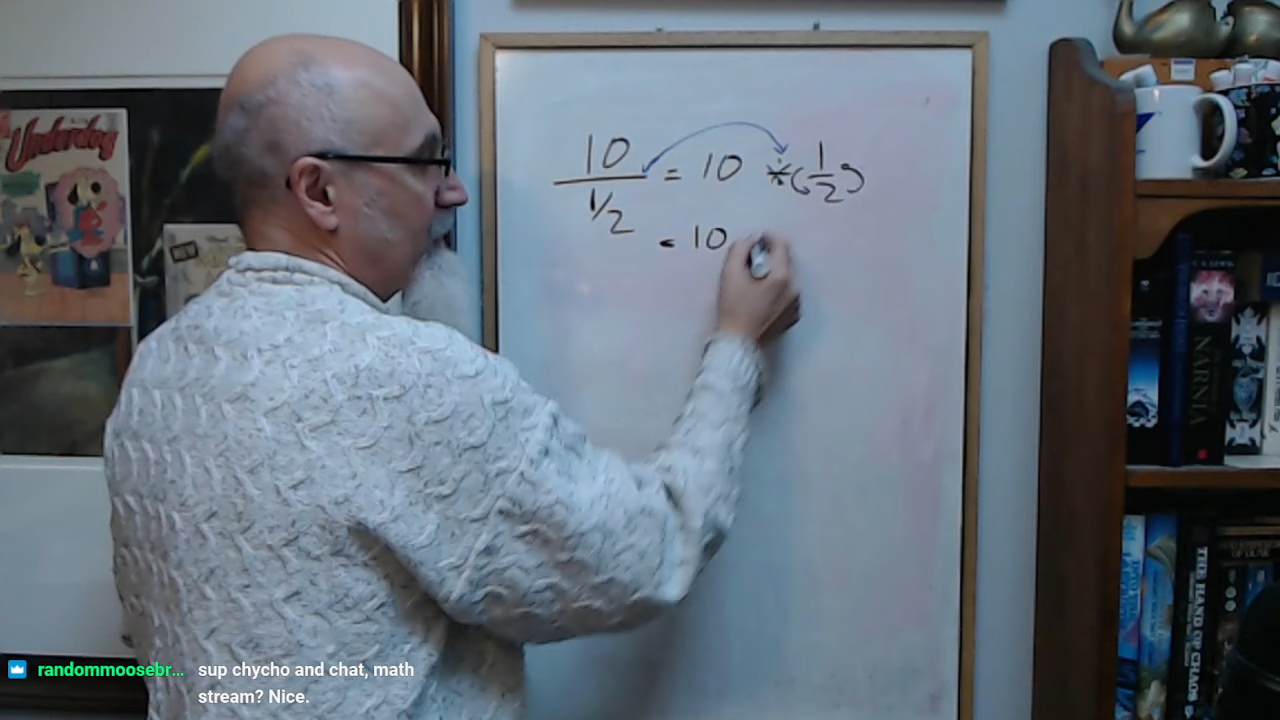 Underdog
10/(1/2) = 10 ÷ (1/2)
= 10
NARNIA
THE HAND OF CHAOS
randommoosebr... sup chycho and chat, math
stream? Nice.